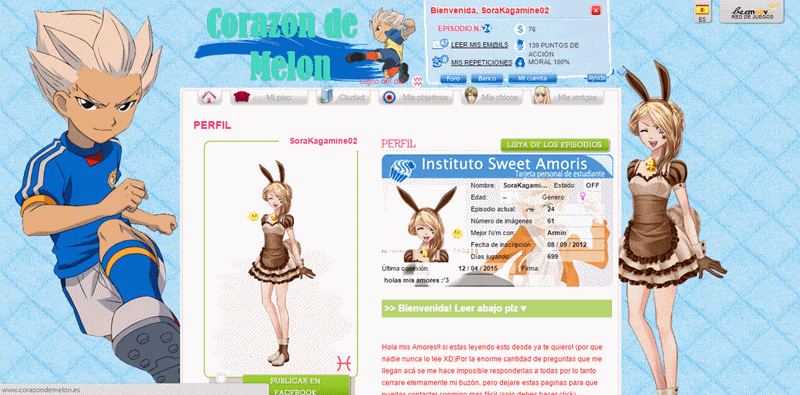 Corazon de
Melon
Bienvenida, SoraKagamine02
EPISODIO N.º 24
76
LEER MIS EM@ILS
139 PUNTOS DE
ACCIÓN
MIS REPETICIONES
MORAL 100%
Foro
Banco
Mi cuenta
Ayuda
ES
beemoov
RED DE JUEGOS
Mi piso
Ciudad
Mis objetivos
Mis chicos
Mis amigas
PERFIL
SoraKagamine02
PUBLICAR EN
FACEBOOK
PERFIL
LISTA DE LOS EPISODIOS
Instituto Sweet Amoris
Tarjeta personal de estudiante
Nombre: SoraKagami... Estado: OFF
Edad: -- Género: ♀
Episodio actual: 24
Número de imágenes 61
Mejor l'o'm con: Armin
Fecha de inscripción: 08 / 09 / 2012
Días jugando: 699
Última conexión: 12 / 04 / 2015 Firma:
holas mis amores :'3
>> Bienvenida! Leer abajo plz ♥
Hola mis Amores!! si estas leyendo esto desde ya te quiero! (por que
nadie nunca lo lee XD)Por la enorme cantidad de preguntas que me
llegan acá se me hace imposible responderlas a todas por lo tanto
cerrare eternamente mi buzón, pero dejare estas paginas para que
puedas contactar conmigo mas fácil (solo debes hacer click)
www.corazondemelon.es